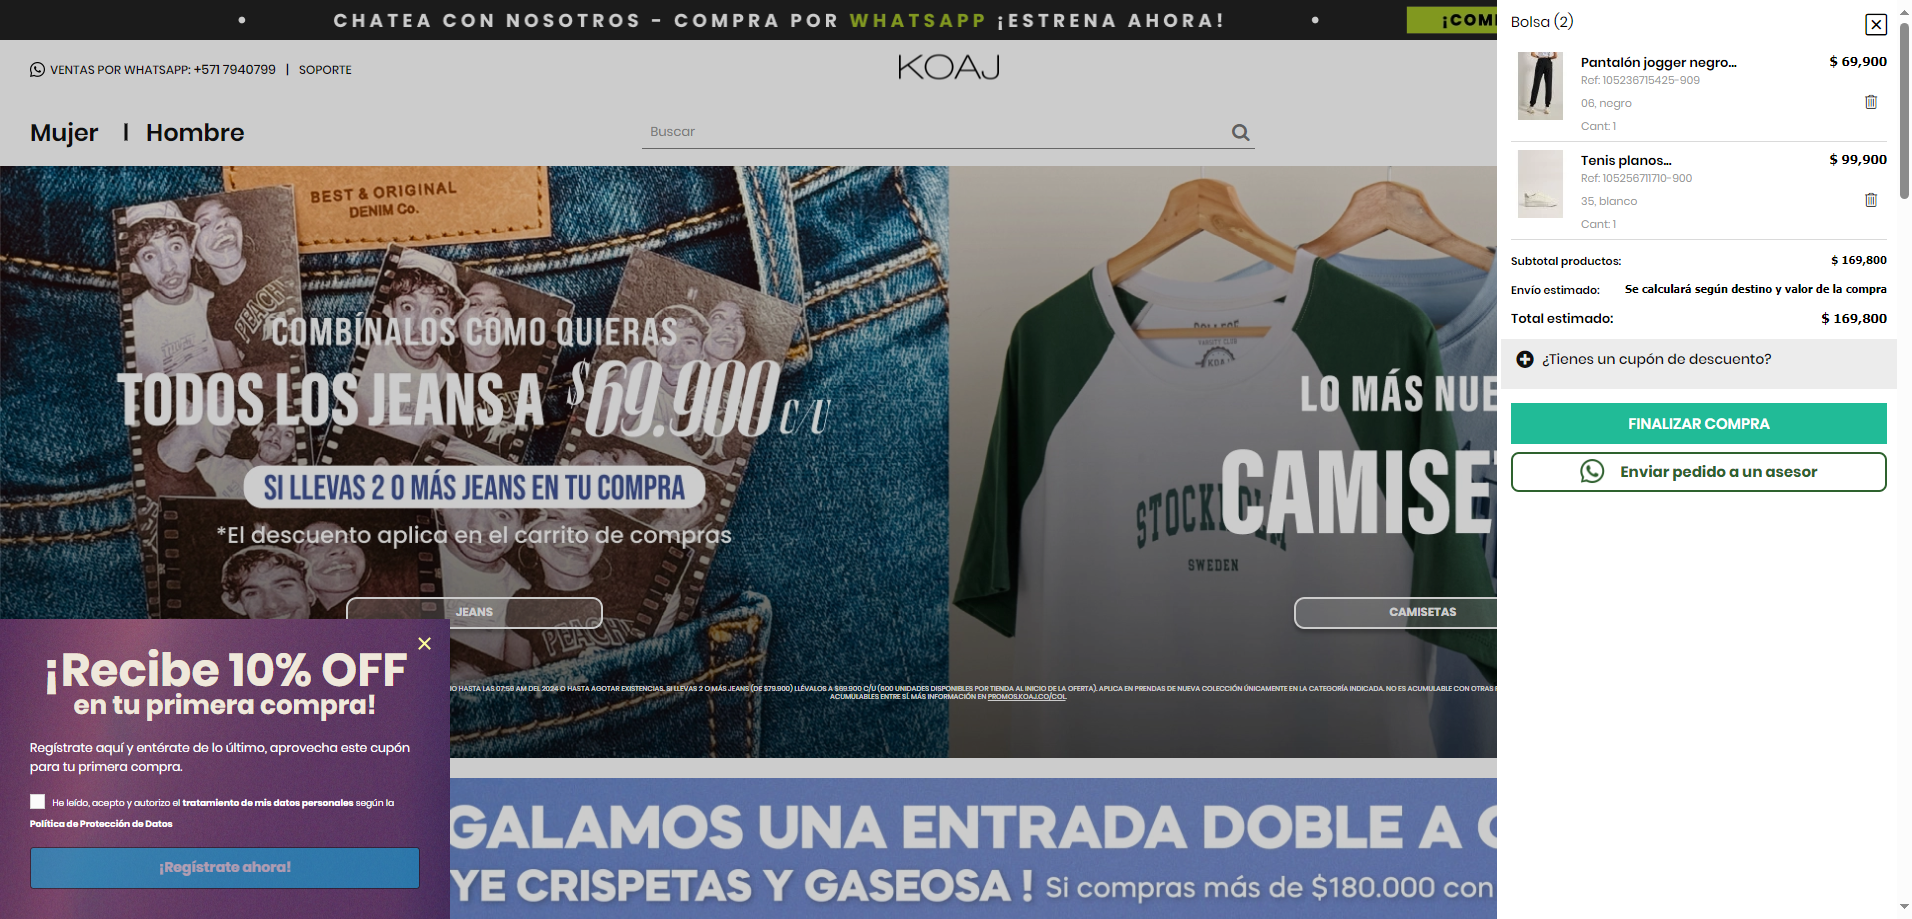 CHATEA CON NOSOTROS - COMPRA POR WHATSAPP ¡ESTRENA AHORA!
¡COM
VENTAS POR WHATSAPP: +571 7940799 | SOPORTE
KOAJ
Mujer | Hombre
Buscar
BEST & ORIGINAL
DENIM Co.
PEACHY
COMBÍNALOS COMO QUIERAS
TODOS LOS JEANS A $69.900 c/u
SI LLEVAS 2 O MÁS JEANS EN TU COMPRA
*El descuento aplica en el carrito de compras
JEANS
PEACHY
COLLEGE
VARSITY CLUB
KOAJ
LO MÁS NUE
CAMISE
STOCKHOLM
SWEDEN
CAMISETAS
IO HASTA LAS 07:59 AM DEL 2024 O HASTA AGOTAR EXISTENCIAS. SI LLEVAS 2 O MÁS JEANS (DE $79.900) LLÉVALOS A $69.900 C/U (600 UNIDADES DISPONIBLES POR TIENDA AL INICIO DE LA OFERTA). APLICA EN PRENDAS DE NUEVA COLECCIÓN ÚNICAMENTE EN LA CATEGORÍA INDICADA. NO ES ACUMULABLE CON OTRAS
ACUMULABLES ENTRE SÍ. MÁS INFORMACIÓN EN PROMOS.KOAJ.CO/COL
¡Recibe 10% OFF
en tu primera compra!
Regístrate aquí y entérate de lo último, aprovecha este cupón
para tu primera compra.
He leído, acepto y autorizo el tratamiento de mis datos personales según la
Política de Protección de Datos
¡Regístrate ahora!
GALAMOS UNA ENTRADA DOBLE A C
YE CRISPETAS Y GASEOSA ! Si compras más de $180.000 con
Bolsa (2)
Pantalón jogger negro... $ 69,900
Ref: 105236715425-909
06, negro
Cant: 1
Tenis planos... $ 99,900
Ref: 105256711710-900
35, blanco
Cant: 1
Subtotal productos: $ 169,800
Envío estimado: Se calculará según destino y valor de la compra
Total estimado: $ 169,800
¿Tienes un cupón de descuento?
FINALIZAR COMPRA
Enviar pedido a un asesor